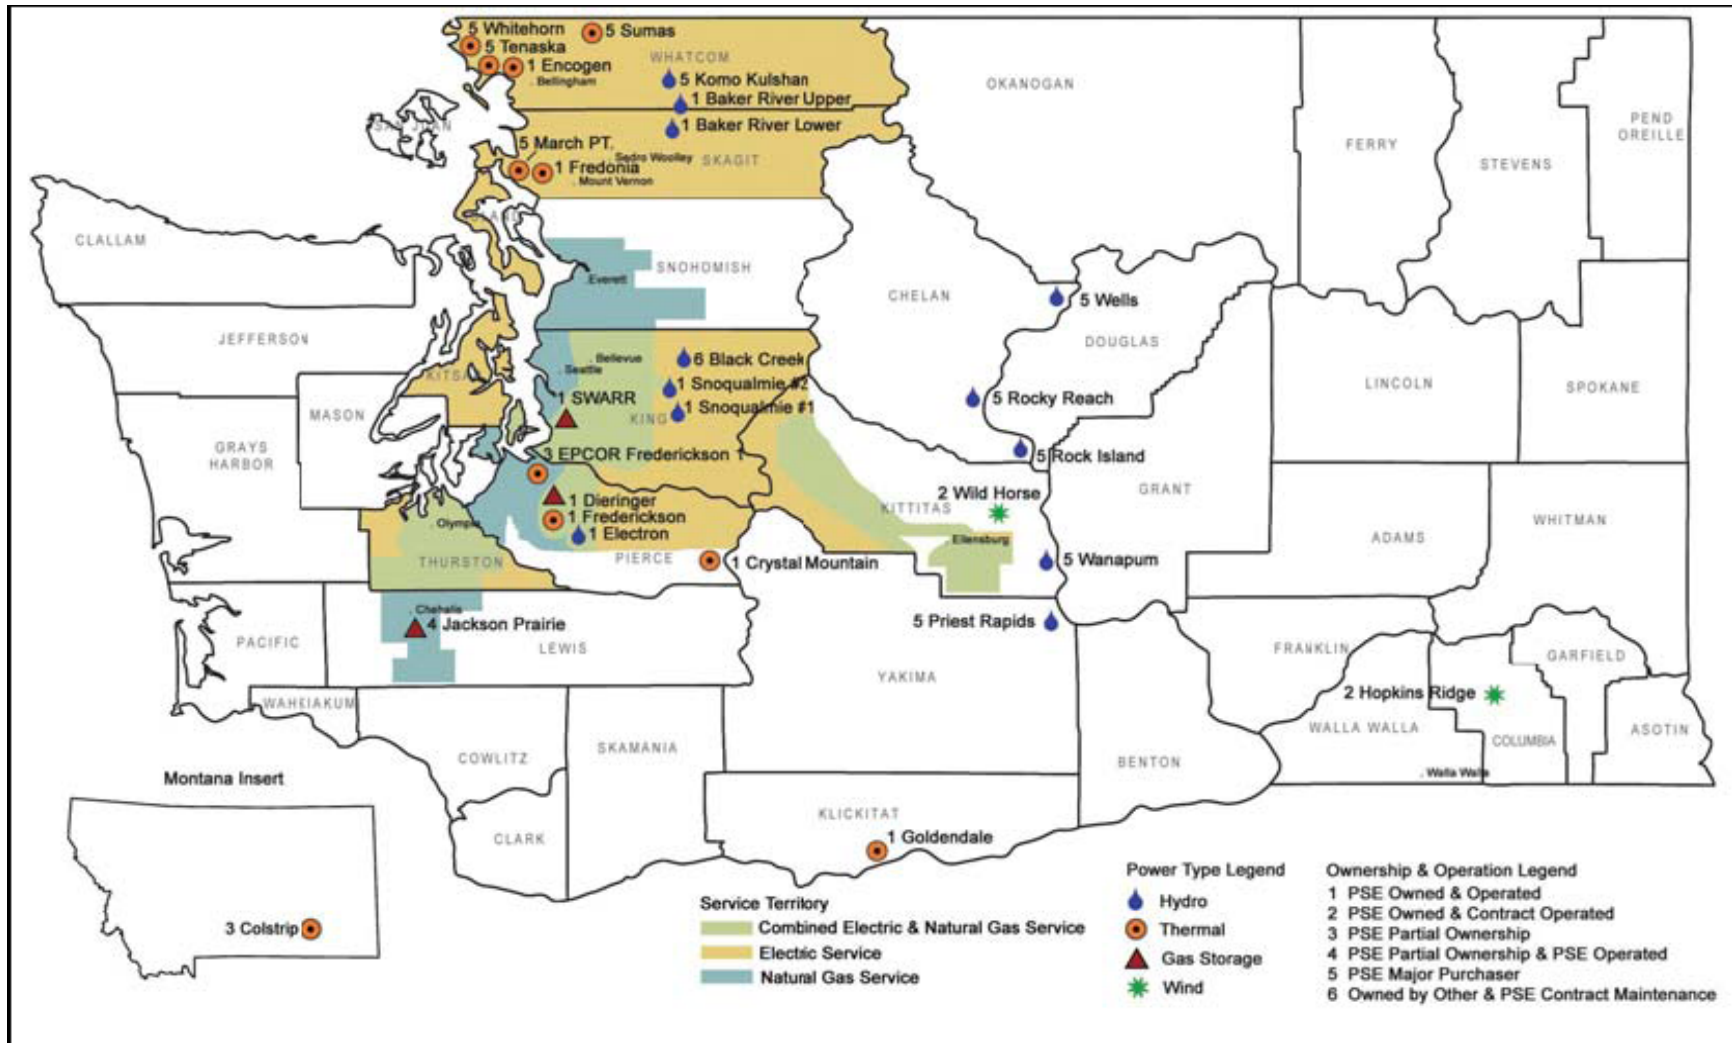 5 Whitehorn
5 Sumas
5 Tenaska
WHATCOM
1 Encogen
Bellingham
5 Komo Kulshan
OKANOGAN
1 Baker River Upper
SAN JUAN
1 Baker River Lower
PEND
OREILLE
FERRY
5 March PT.
Sedro Woolley
SKAGIT
STEVENS
1 Fredonia
Mount Vernon
CLALLAM
SNOHOMISH
Everett
CHELAN
5 Wells
JEFFERSON
DOUGLAS
Bellevue
6 Black Creek
Seattle
1 Snoqualmie #2
LINCOLN
SPOKANE
1 SWARR
5 Rocky Reach
MASON
KING
1 Snoqualmie #1
GRAYS
HARBOR
3 EPCOR Frederickson 1
5 Rock Island
GRANT
2 Wild Horse
1 Dieringer
KITTITAS
1 Frederickson
Olympia
1 Electron
Ellensburg
WHITMAN
ADAMS
THURSTON
PIERCE
1 Crystal Mountain
5 Wanapum
Chehalis
4 Jackson Prairie
5 Priest Rapids
PACIFIC
LEWIS
FRANKLIN
GARFIELD
YAKIMA
2 Hopkins Ridge
WAHKIAKUM
WALLA WALLA
ASOTIN
COLUMBIA
SKAMANIA
COWLITZ
BENTON
Walla Walla
Montana Insert
KLICKITAT
CLARK
1 Goldendale
3 Colstrip
Service Territory
Combined Electric & Natural Gas Service
Electric Service
Natural Gas Service
Power Type Legend
Hydro
Thermal
Gas Storage
Wind
Ownership & Operation Legend
1 PSE Owned & Operated
2 PSE Owned & Contract Operated
3 PSE Partial Ownership
4 PSE Partial Ownership & PSE Operated
5 PSE Major Purchaser
6 Owned by Other & PSE Contract Maintenance